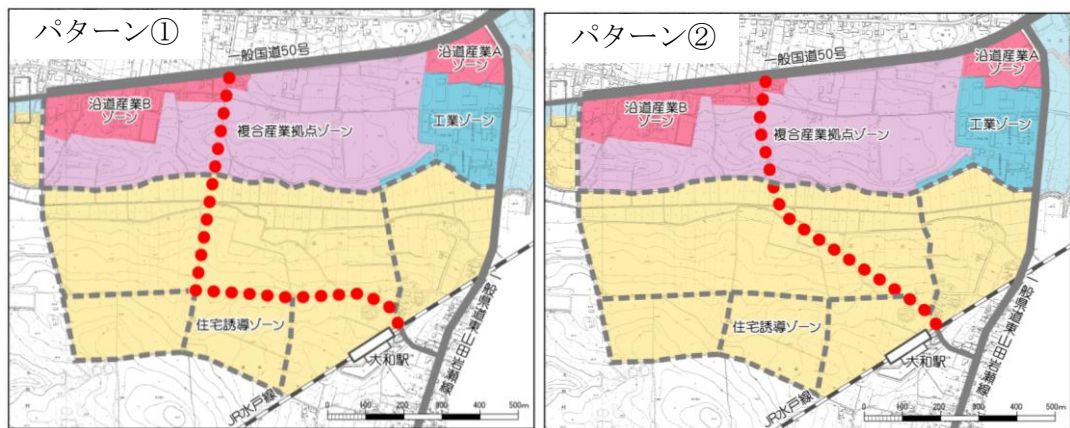 パターン①
一般国道50号
沿道産業A
ゾーン
沿道産業B
ゾーン
複合産業拠点ゾーン
工業ゾーン
住宅誘導ゾーン
大和駅
JR水戸線
一般県道東山田岩瀬線
0 100 200 300 400 500m
パターン②
一般国道50号
沿道産業A
ゾーン
沿道産業B
ゾーン
複合産業拠点ゾーン
工業ゾーン
住宅誘導ゾーン
大和駅
JR水戸線
一般県道東山田岩瀬線
0 100 200 300 400 500m